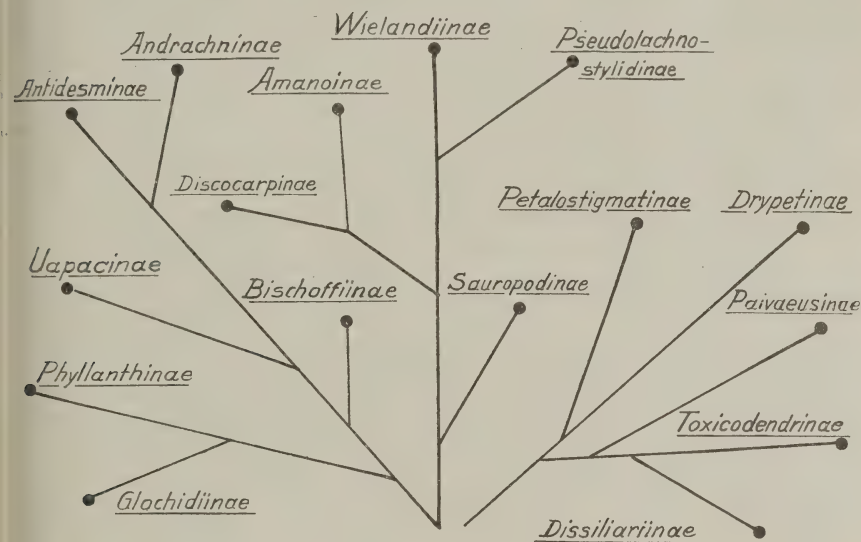 Wielandiinae
Andrachninae
Pseudolachno-
stylidinae
Antidesminae
Amanoinae
Discocarpinae
Petalostigmatinae
Drypetinae
Uapacinae
Bischoffiinae
Sauropodinae
Paivaeusinae
Phyllanthinae
Toxicodendrinae
Glochidiinae
Dissiliariinae